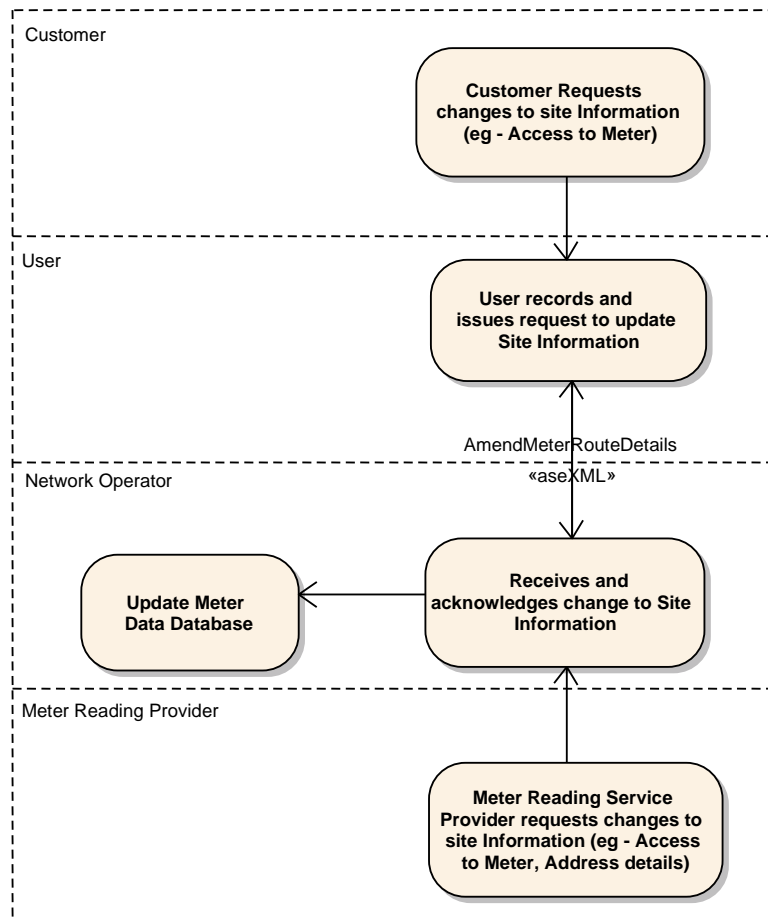 Customer
Customer Requests
changes to site Information
(eg - Access to Meter)
User
User records and
issues request to update
Site Information
AmendMeterRouteDetails
Network Operator
«aseXML»
Receives and
acknowledges change to Site
Information
Update Meter
Data Database
Meter Reading Provider
Meter Reading Service
Provider requests changes to
site Information (eg - Access
to Meter, Address details)